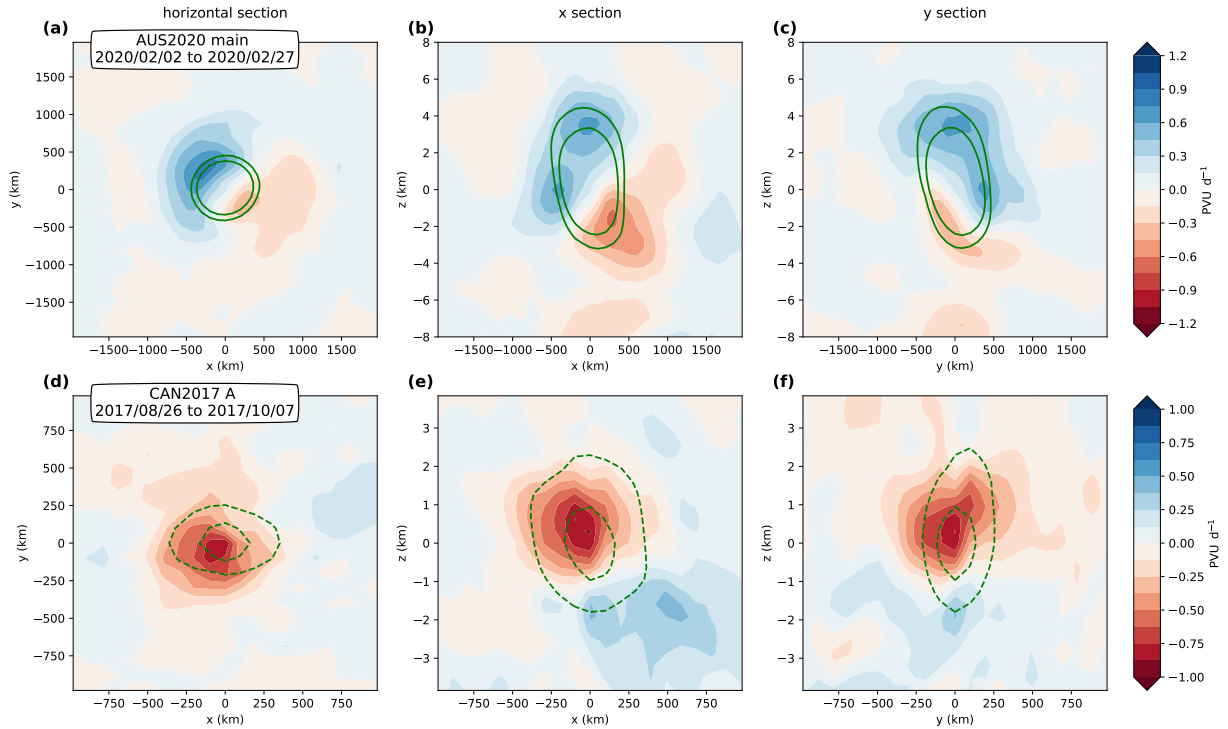 horizontal section
x section
y section
(a)
(b)
(c)
AUS2020 main
2020/02/02 to 2020/02/27
1500
1000
500
0
−500
−1000
−1500
y (km)
−1500−1000 −500 0 500 1000 1500
x (km)
8
6
4
2
0
−2
−4
−6
−8
z (km)
−1500−1000 −500 0 500 1000 1500
x (km)
8
6
4
2
0
−2
−4
−6
−8
z (km)
−1500−1000 −500 0 500 1000 1500
y (km)
1.2
0.9
0.6
0.3
0.0
−0.3
−0.6
−0.9
−1.2
PVU d⁻¹
(d)
(e)
(f)
CAN2017 A
2017/08/26 to 2017/10/07
750
500
250
0
−250
−500
−750
y (km)
−750 −500 −250 0 250 500 750
x (km)
3
2
1
0
−1
−2
−3
z (km)
−750 −500 −250 0 250 500 750
x (km)
3
2
1
0
−1
−2
−3
z (km)
−750 −500 −250 0 250 500 750
y (km)
1.00
0.75
0.50
0.25
0.00
−0.25
−0.50
−0.75
−1.00
PVU d⁻¹